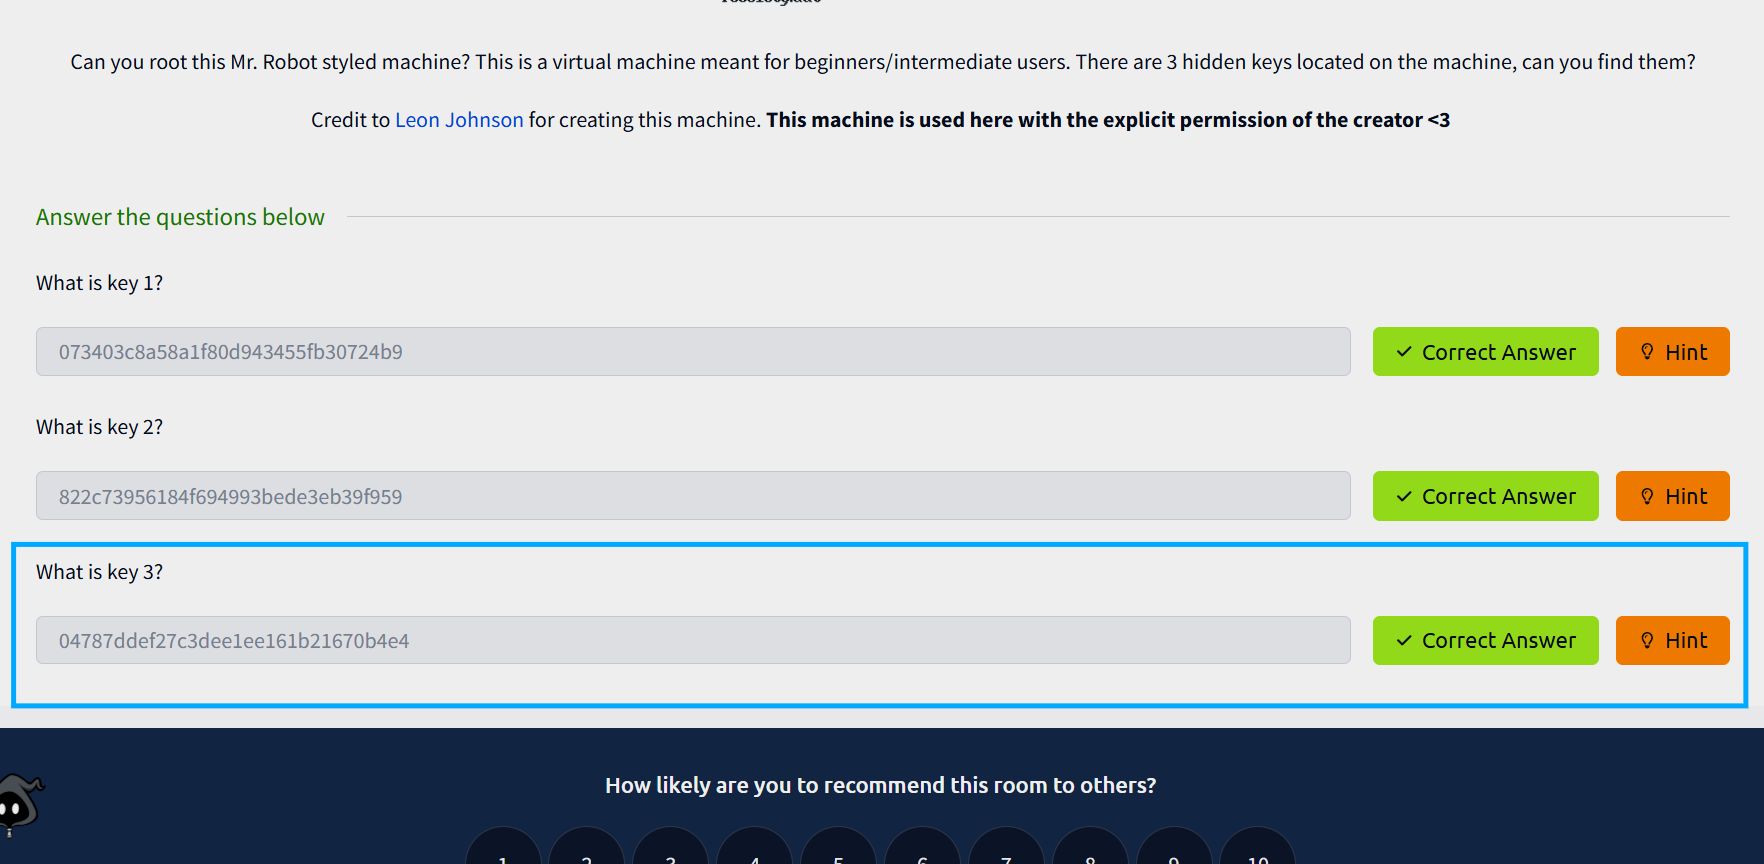 Can you root this Mr. Robot styled machine? This is a virtual machine meant for beginners/intermediate users. There are 3 hidden keys located on the machine, can you find them?
Credit to Leon Johnson for creating this machine. This machine is used here with the explicit permission of the creator <3
Answer the questions below
What is key 1?
073403c8a58a1f80d943455fb30724b9
Correct Answer
Hint
What is key 2?
822c73956184f694993bede3eb39f959
Correct Answer
Hint
What is key 3?
04787ddef27c3dee1ee161b21670b4e4
Correct Answer
Hint
How likely are you to recommend this room to others?
1 2 3 4 5 6 7 8 9 10